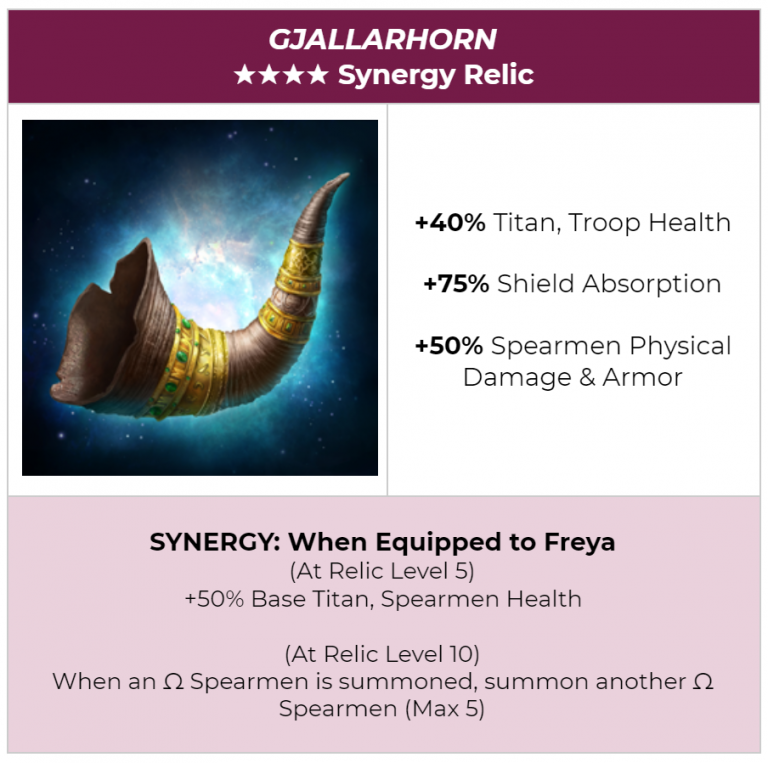 GJALLARHORN
★★★★ Synergy Relic
+40% Titan, Troop Health
+75% Shield Absorption
+50% Spearmen Physical
Damage & Armor
SYNERGY: When Equipped to Freya
(At Relic Level 5)
+50% Base Titan, Spearmen Health
(At Relic Level 10)
When an Ω Spearmen is summoned, summon another Ω
Spearmen (Max 5)